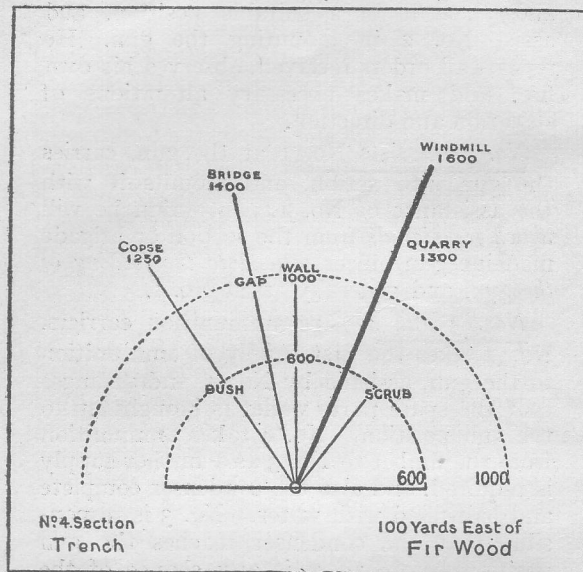 WINDMILL
1600
BRIDGE
1400
QUARRY
1300
COPSE
1250
WALL
1000
GAP
600
BUSH
SCRUB
600
1000
No. 4. Section
Trench
100 Yards East of
Fir Wood